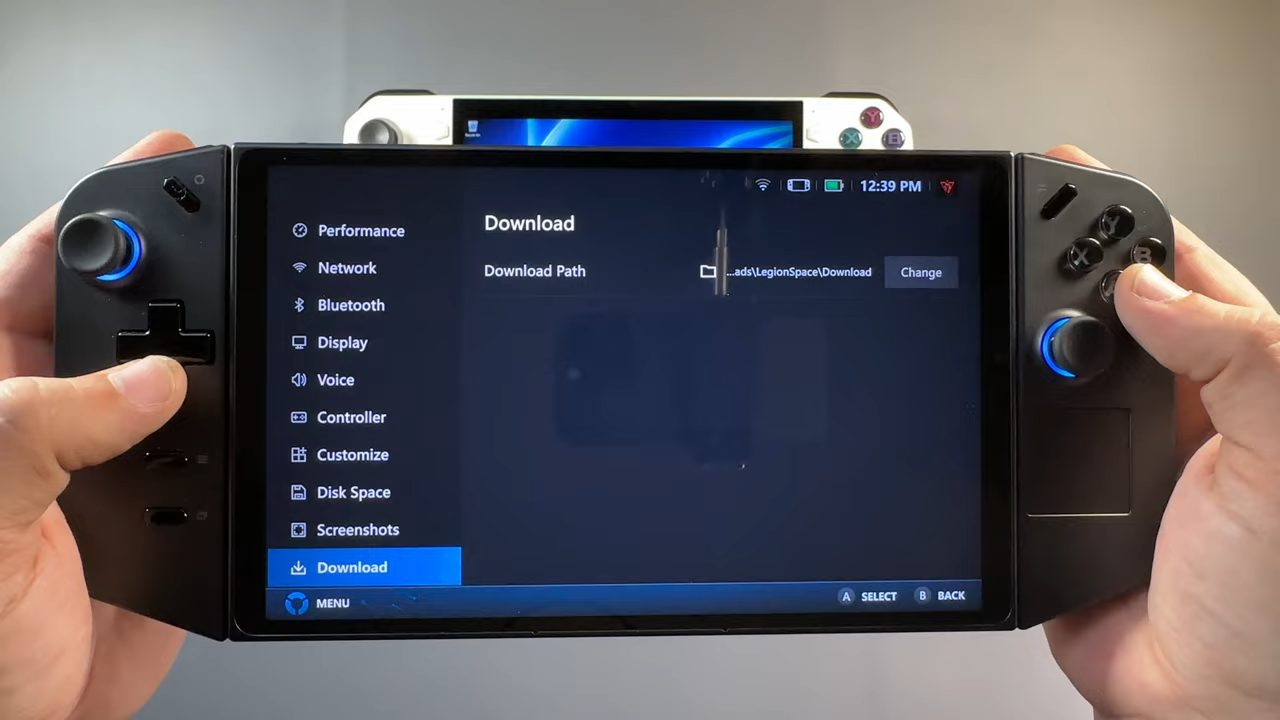 Y
X
B
12:39 PM
Performance
Network
Bluetooth
Display
Voice
Controller
Customize
Disk Space
Screenshots
Download
Download
Download Path
...ads\LegionSpace\Download
Change
MENU
A SELECT
B BACK
Y
X
B